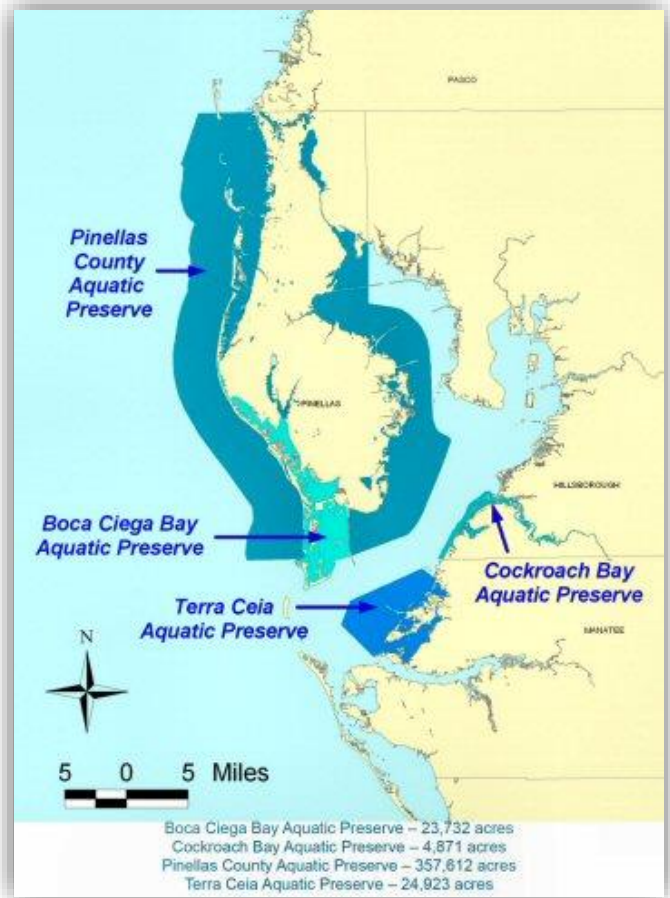 PASCO
Pinellas
County
Aquatic
Preserve
PINELLAS
HILLSBOROUGH
Boca Ciega Bay
Aquatic Preserve
Cockroach Bay
Aquatic Preserve
Terra Ceia
Aquatic Preserve
MANATEE
N
5 0 5 Miles
Boca Ciega Bay Aquatic Preserve – 23,732 acres
Cockroach Bay Aquatic Preserve – 4,871 acres
Pinellas County Aquatic Preserve – 357,612 acres
Terra Ceia Aquatic Preserve – 24,923 acres